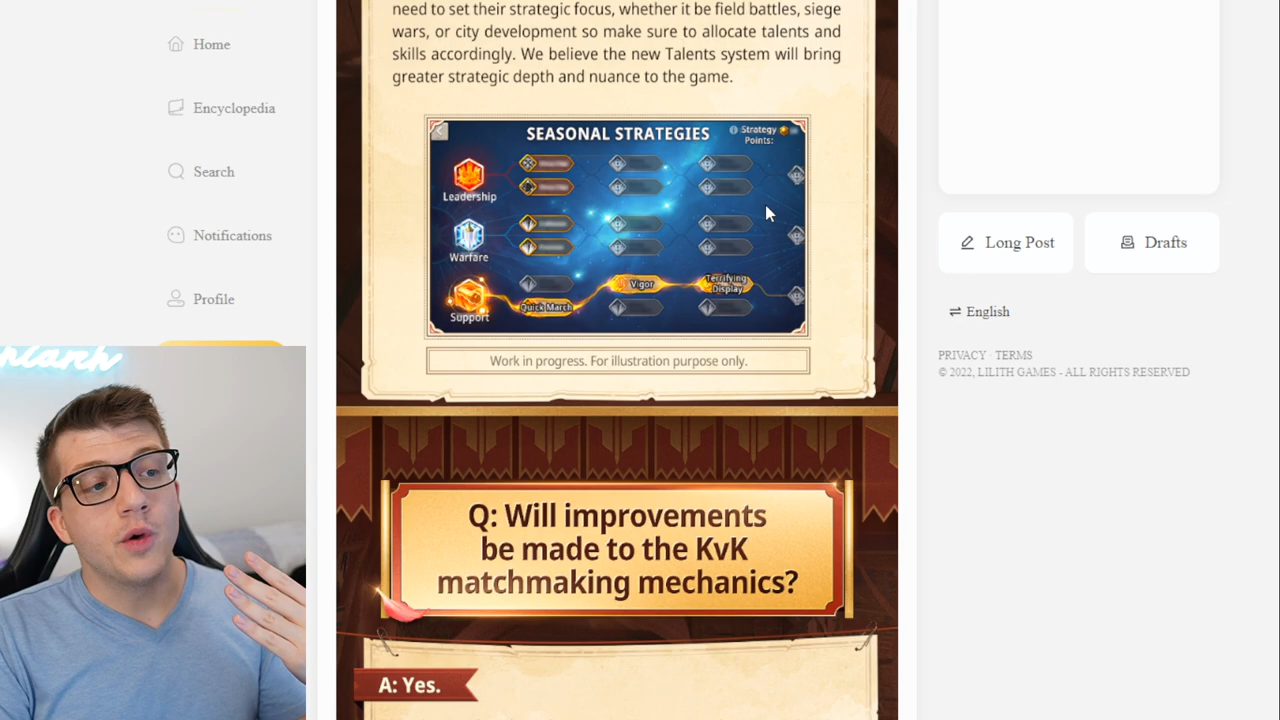 need to set their strategic focus, whether it be field battles, siege
wars, or city development so make sure to allocate talents and
skills accordingly. We believe the new Talents system will bring
greater strategic depth and nuance to the game.
Home
Encyclopedia
Search
Notifications
Profile
SEASONAL STRATEGIES
Strategy
Points:
Leadership
Warfare
Support
Quick March
Vigor
Terrifying
Display
Work in progress. For illustration purpose only.
Q: Will improvements
be made to the KvK
matchmaking mechanics?
A: Yes.
Long Post
Drafts
English
PRIVACY · TERMS
© 2022, LILITH GAMES - ALL RIGHTS RESERVED